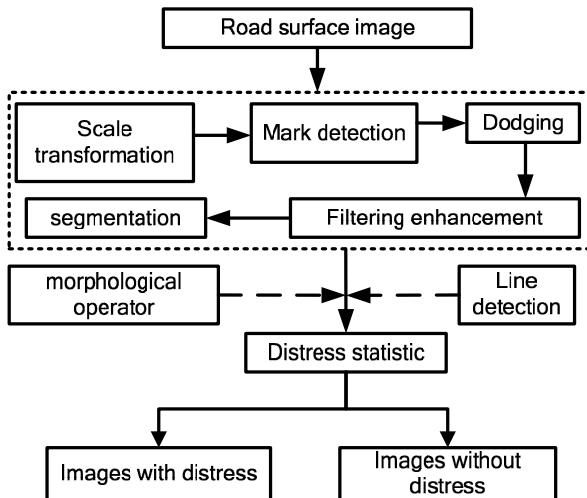 Road surface image
Scale
transformation
Mark detection
Dodging
segmentation
Filtering enhancement
morphological
operator
Line
detection
Distress statistic
Images with distress
Images without
distress